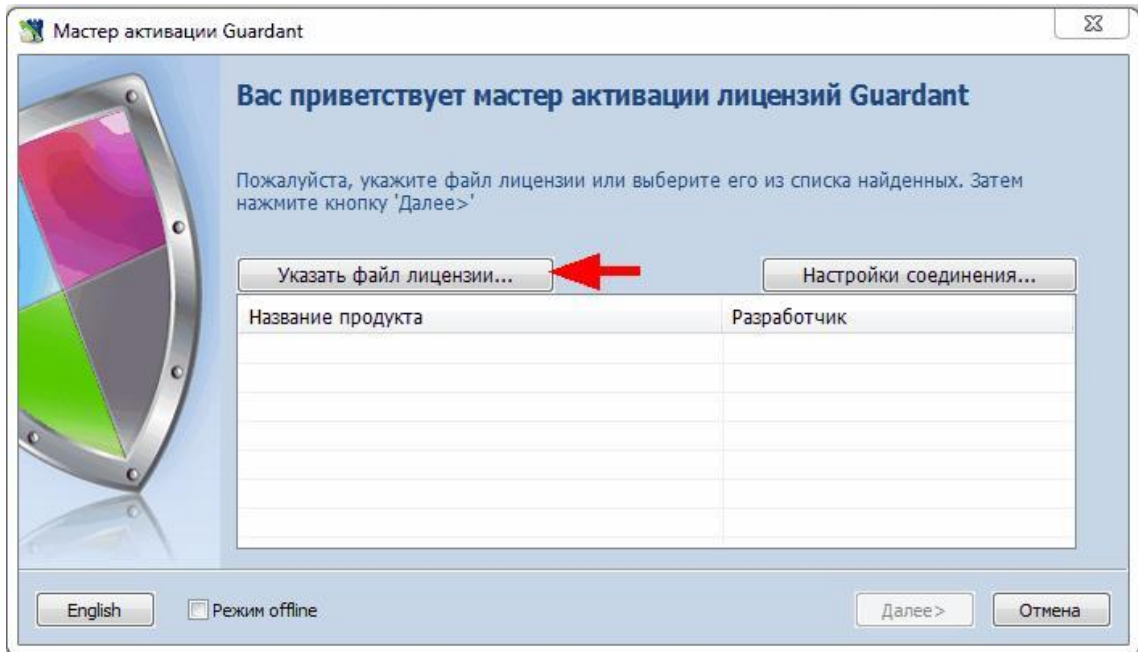 Мастер активации Guardant
Вас приветствует мастер активации лицензий Guardant
Пожалуйста, укажите файл лицензии или выберите его из списка найденных. Затем
нажмите кнопку 'Далее>'
Указать файл лицензии...
Настройки соединения...
Название продукта
Разработчик
English
Режим offline
Далее>
Отмена